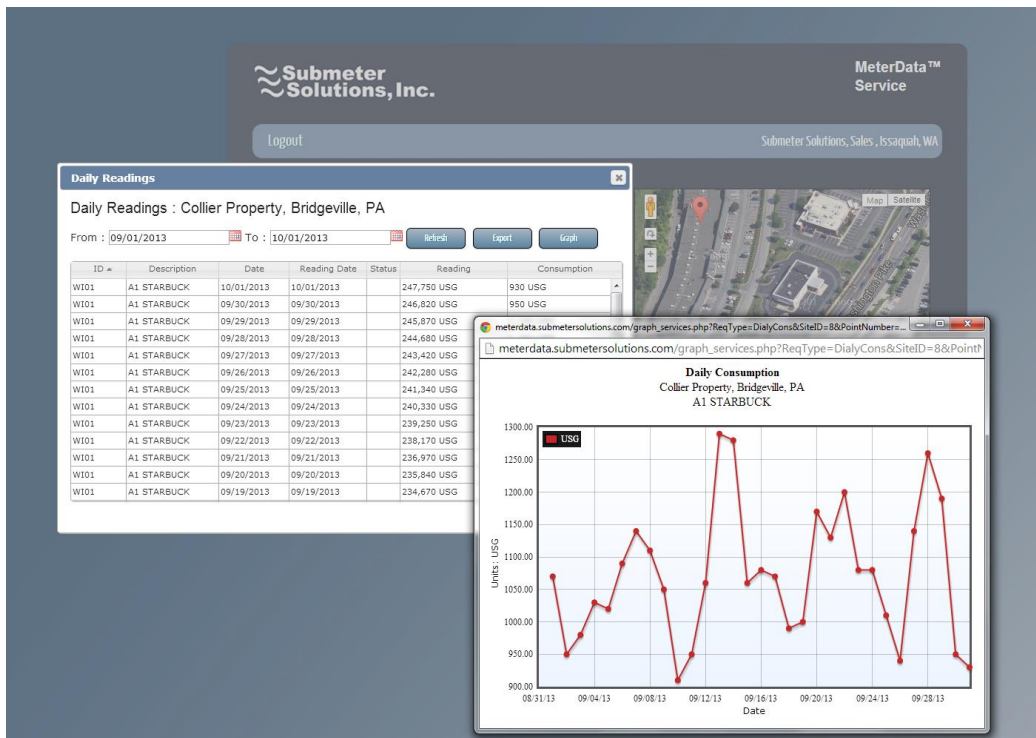 Submeter
Solutions, Inc.
MeterData™
Service
Logout
Submeter Solutions, Sales , Issaquah, WA
Daily Readings
Daily Readings : Collier Property, Bridgeville, PA
From : 09/01/2013 To : 10/01/2013 Refresh Export Graph
ID Description Date Reading Date Status Reading Consumption
WI01 A1 STARBUCK 10/01/2013 10/01/2013 247,750 USG 930 USG
WI01 A1 STARBUCK 09/30/2013 09/30/2013 246,820 USG 950 USG
WI01 A1 STARBUCK 09/29/2013 09/29/2013 245,870 USG
WI01 A1 STARBUCK 09/28/2013 09/28/2013 244,680 USG
WI01 A1 STARBUCK 09/27/2013 09/27/2013 243,420 USG
WI01 A1 STARBUCK 09/26/2013 09/26/2013 242,280 USG
WI01 A1 STARBUCK 09/25/2013 09/25/2013 241,340 USG
WI01 A1 STARBUCK 09/24/2013 09/24/2013 240,330 USG
WI01 A1 STARBUCK 09/23/2013 09/23/2013 239,250 USG
WI01 A1 STARBUCK 09/22/2013 09/22/2013 238,170 USG
WI01 A1 STARBUCK 09/21/2013 09/21/2013 236,970 USG
WI01 A1 STARBUCK 09/20/2013 09/20/2013 235,840 USG
WI01 A1 STARBUCK 09/19/2013 09/19/2013 234,670 USG
Map Satellite
meterdata.submetersolutions.com/graph_services.php?ReqType=DialyCons&SiteID=8&PointNumber=...
meterdata.submetersolutions.com/graph_services.php?ReqType=DialyCons&SiteID=8&Point
Daily Consumption
Collier Property, Bridgeville, PA
A1 STARBUCK
USG
1300.00
1250.00
1200.00
1150.00
1100.00
1050.00
1000.00
950.00
900.00
Units: USG
08/31/13 09/04/13 09/08/13 09/12/13 09/16/13 09/20/13 09/24/13 09/28/13
Date